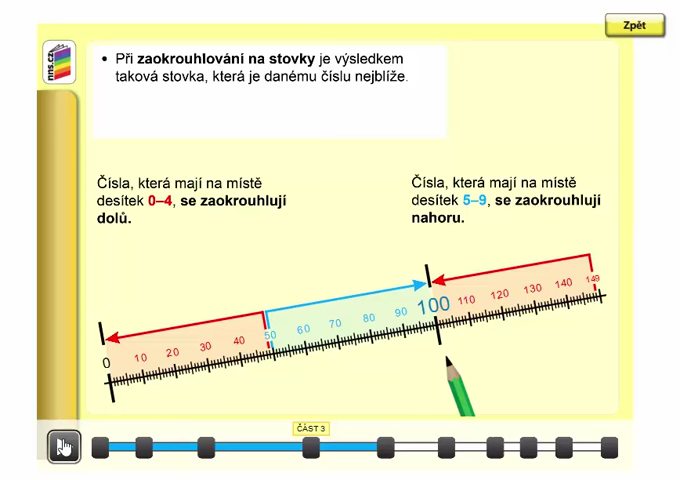 Zpět
nns.cz
• Při zaokrouhlování na stovky je výsledkem
taková stovka, která je danému číslu nejblíže.
Čísla, která mají na místě
desítek 0–4, se zaokrouhlují
dolů.
Čísla, která mají na místě
desítek 5–9, se zaokrouhlují
nahoru.
0 10 20 30 40 50 60 70 80 90 100 110 120 130 140 149
ČÁST 3